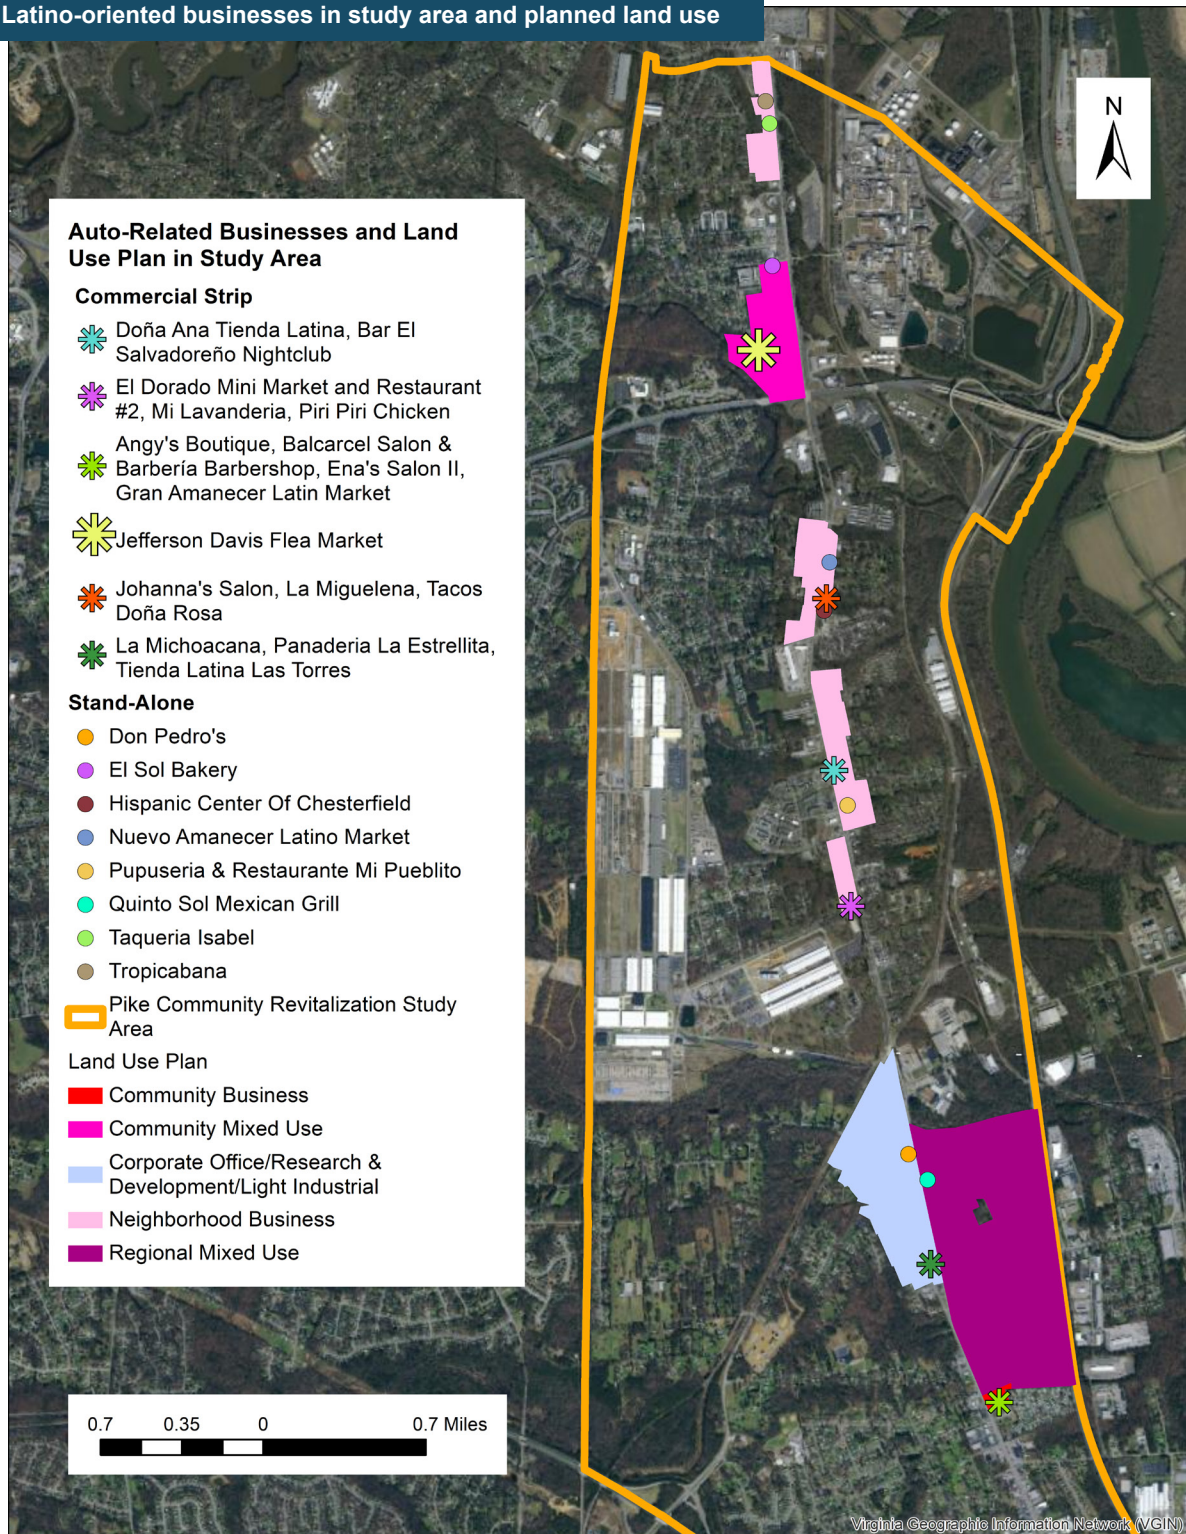 Latino-oriented businesses in study area and planned land use
N
Auto-Related Businesses and Land
Use Plan in Study Area
Commercial Strip
Doña Ana Tienda Latina, Bar El
Salvadoreño Nightclub
El Dorado Mini Market and Restaurant
#2, Mi Lavanderia, Piri Piri Chicken
Angy's Boutique, Balcarcel Salon &
Barbería Barbershop, Ena's Salon II,
Gran Amanecer Latin Market
Jefferson Davis Flea Market
Johanna's Salon, La Miguelena, Tacos
Doña Rosa
La Michoacana, Panaderia La Estrellita,
Tienda Latina Las Torres
Stand-Alone
Don Pedro's
El Sol Bakery
Hispanic Center Of Chesterfield
Nuevo Amanecer Latino Market
Pupuseria & Restaurante Mi Pueblito
Quinto Sol Mexican Grill
Taqueria Isabel
Tropicabana
Pike Community Revitalization Study
Area
Land Use Plan
Community Business
Community Mixed Use
Corporate Office/Research &
Development/Light Industrial
Neighborhood Business
Regional Mixed Use
0.7 0.35 0 0.7 Miles
Virginia Geographic Information Network (VGIN)